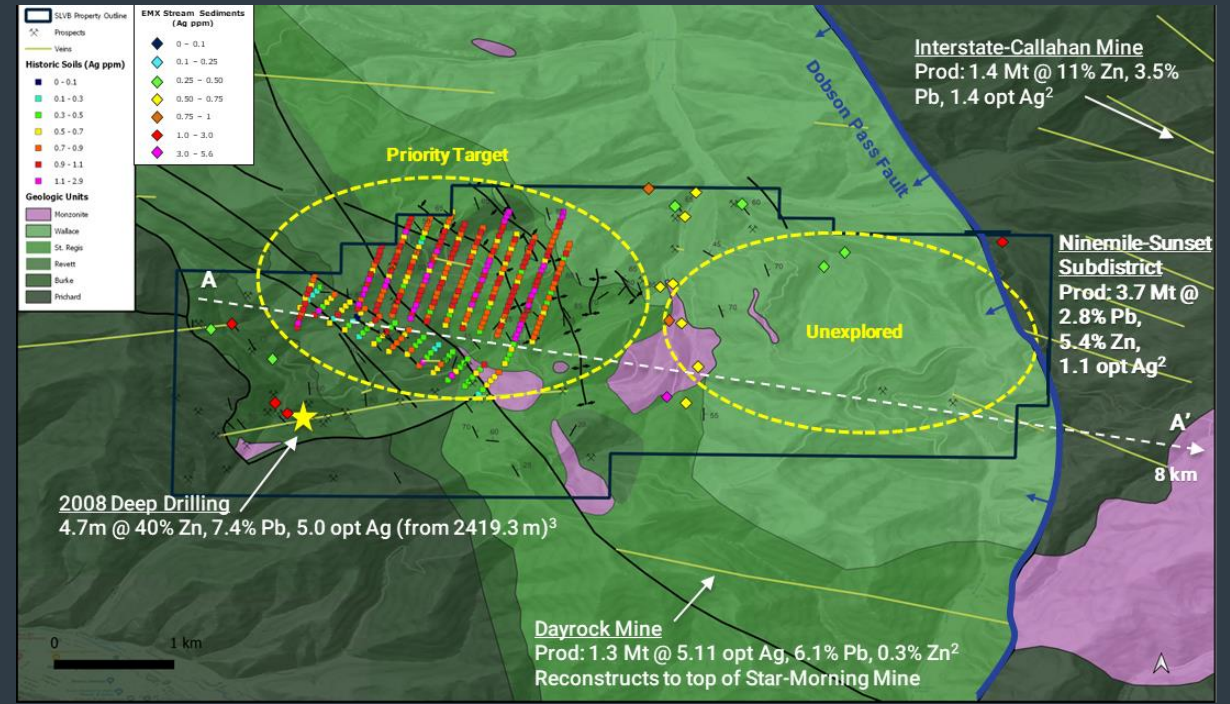 SLVB Property Outline
Prospects
Veins
Historic Soils (Ag ppm)
0 - 0.1
0.1 - 0.3
0.3 - 0.5
0.5 - 0.7
0.7 - 0.9
0.9 - 1.1
1.1 - 2.9
Geologic Units
Monzonite
Wallace
St. Regis
Revett
Burke
Prichard
EMX Stream Sediments
(Ag ppm)
0 – 0.1
0.1 – 0.25
0.25 – 0.50
0.50 – 0.75
0.75 – 1
1.0 – 3.0
3.0 – 5.6
Dobson Pass Fault
Interstate-Callahan Mine
Prod: 1.4 Mt @ 11% Zn, 3.5%
Pb, 1.4 opt Ag²
Priority Target
Unexplored
Ninemile-Sunset
Subdistrict
Prod: 3.7 Mt @
2.8% Pb,
5.4% Zn,
1.1 opt Ag²
A
A'
8 km
2008 Deep Drilling
4.7m @ 40% Zn, 7.4% Pb, 5.0 opt Ag (from 2419.3 m)³
Dayrock Mine
Prod: 1.3 Mt @ 5.11 opt Ag, 6.1% Pb, 0.3% Zn²
Reconstructs to top of Star-Morning Mine
0 1 km
60
45
70
70
55
70
60
25